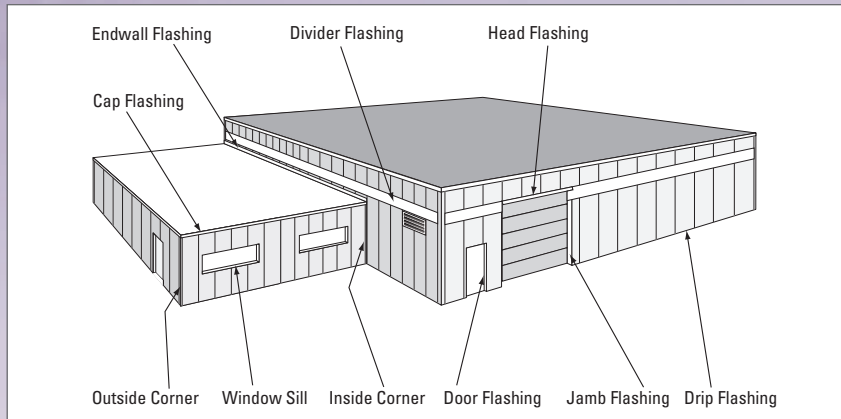 Endwall Flashing
Divider Flashing
Head Flashing
Cap Flashing
Outside Corner
Window Sill
Inside Corner
Door Flashing
Jamb Flashing
Drip Flashing